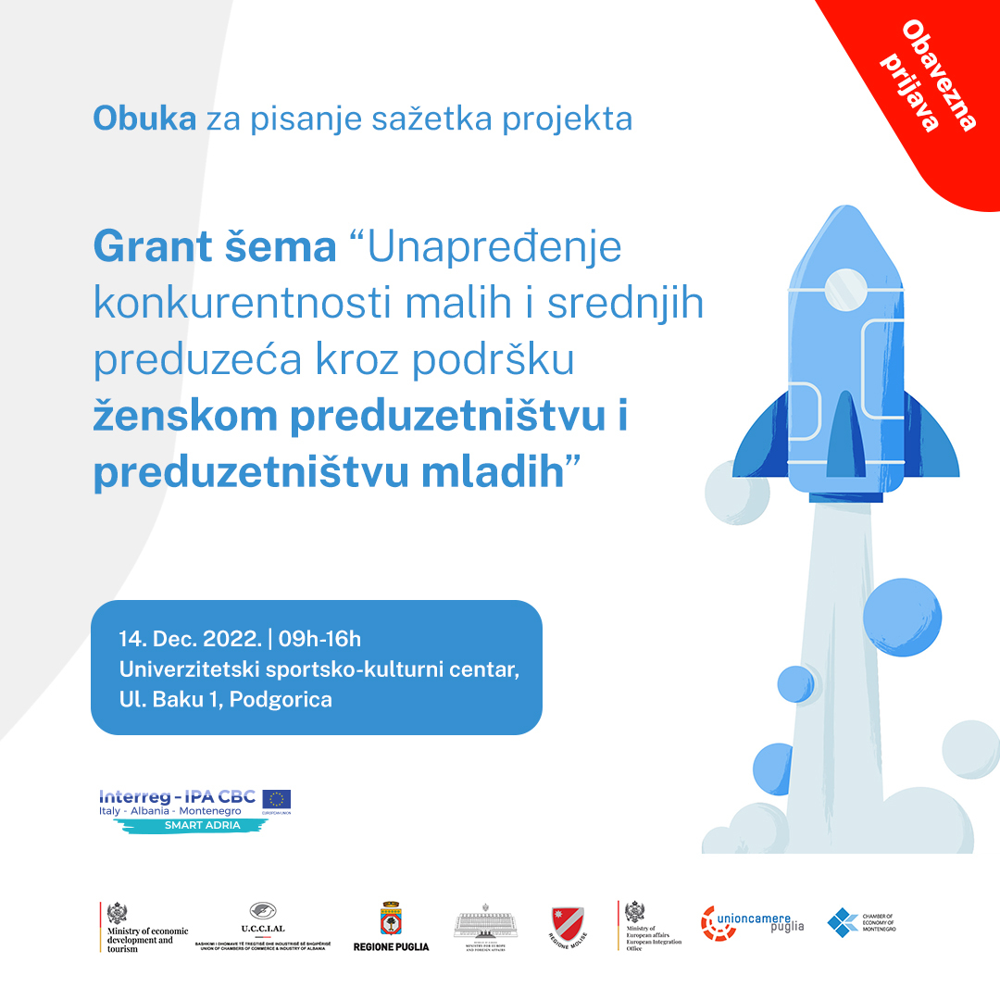 Obavezna
prijava
Obuka za pisanje sažetka projekta
Grant šema “Unapređenje
konkurentnosti malih i srednjih
preduzeća kroz podršku
ženskom preduzetništvu i
preduzetništvu mladih”
14. Dec. 2022. | 09h-16h
Univerzitetski sportsko-kulturni centar,
Ul. Baku 1, Podgorica
Interreg - IPA CBC
Italy - Albania - Montenegro
EUROPEAN UNION
SMART ADRIA
Ministry of economic
development and
tourism
U.C.C.I.AL
BASHKIMI I DHOMAVE TË TREGTISË DHE INDUSTRISË SË SHQIPËRISË
UNION OF CHAMBERS OF COMMERCE & INDUSTRY OF ALBANIA
REGIONE PUGLIA
MINISTRY FOR EUROPE
AND FOREIGN AFFAIRS
REGIONE MOLISE
Ministry of
European affairs
European Integration
Office
unioncamere
puglia
CHAMBER OF
ECONOMY OF
MONTENEGRO